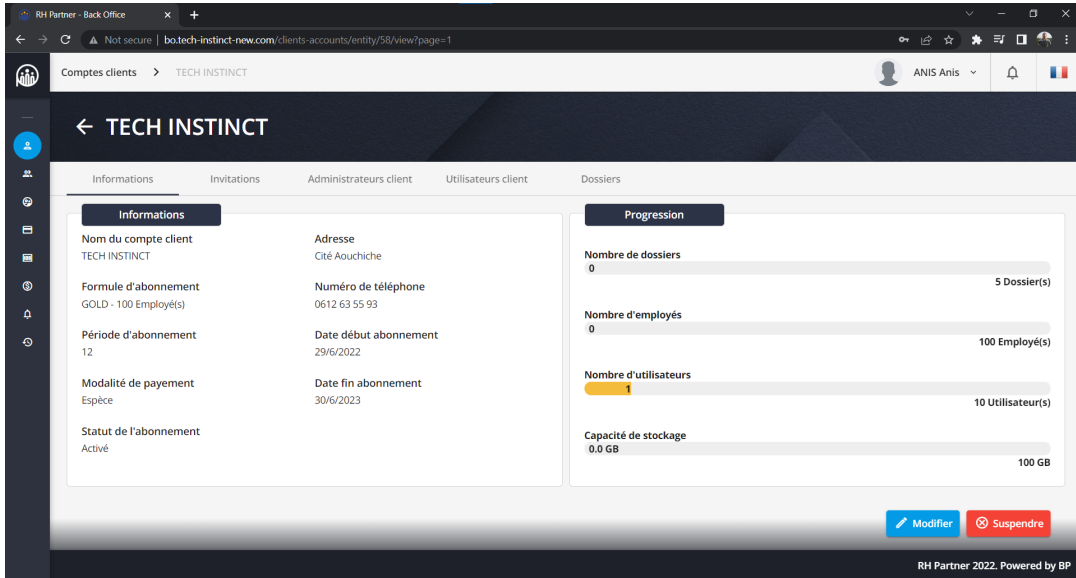 RH Partner - Back Office
Not secure | bo.tech-instinct-new.com/clients-accounts/entity/58/view?page=1
Comptes clients > TECH INSTINCT
ANIS Anis
← TECH INSTINCT
Informations Invitations Administrateurs client Utilisateurs client Dossiers
Informations
Nom du compte client Adresse
TECH INSTINCT Cité Aouchiche
Formule d'abonnement Numéro de téléphone
GOLD - 100 Employé(s) 0612 63 55 93
Période d'abonnement Date début abonnement
12 29/6/2022
Modalité de payement Date fin abonnement
Espèce 30/6/2023
Statut de l'abonnement
Activé
Progression
Nombre de dossiers
0
5 Dossier(s)
Nombre d'employés
0
100 Employé(s)
Nombre d'utilisateurs
1
10 Utilisateur(s)
Capacité de stockage
0.0 GB
100 GB
Modifier Suspendre
RH Partner 2022. Powered by BP